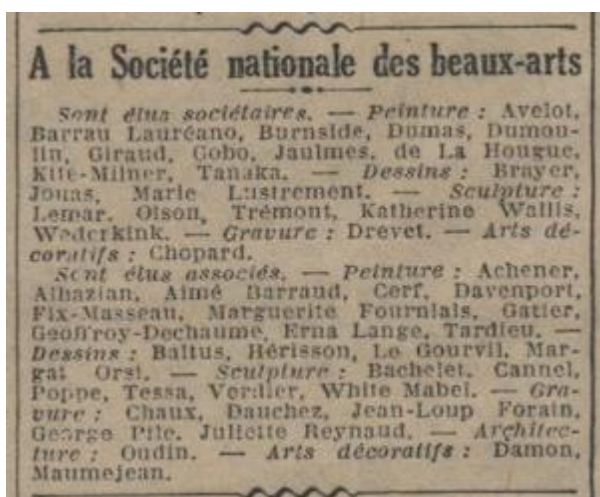 A la Société nationale des beaux-arts
Sont élus sociétaires. — Peinture : Avelot,
Barrau Lauréano, Burnside, Dumas, Dumou-
lin, Giraud, Gobo, Jaulmes, de La Hougue,
Kite-Milner, Tanaka. — Dessins : Brayer,
Jouas, Marie Lustrement. — Sculpture :
Lemar, Olson, Trémont, Katherine Wallis,
Wederkink. — Gravure : Drevet. — Arts dé-
coratifs : Chopard.
Sont élus associés. — Peinture : Achener,
Alhazian, Aimé Barraud, Cerf, Davenport,
Fix-Masseau, Marguerite Fournials, Gatier,
Geoffroy-Dechaume, Erna Lange, Tardieu. —
Dessins : Baltus, Hérisson, Le Gourvil, Mar-
gat Orsi. — Sculpture : Bachelet, Cannel,
Poppe, Tessa, Verdier, White Mabel. — Gra-
vure : Chaux, Dauchez, Jean-Loup Forain,
George Pile, Juliette Reynaud. — Architec-
ture : Oudin. — Arts décoratifs : Damon,
Maumejean.